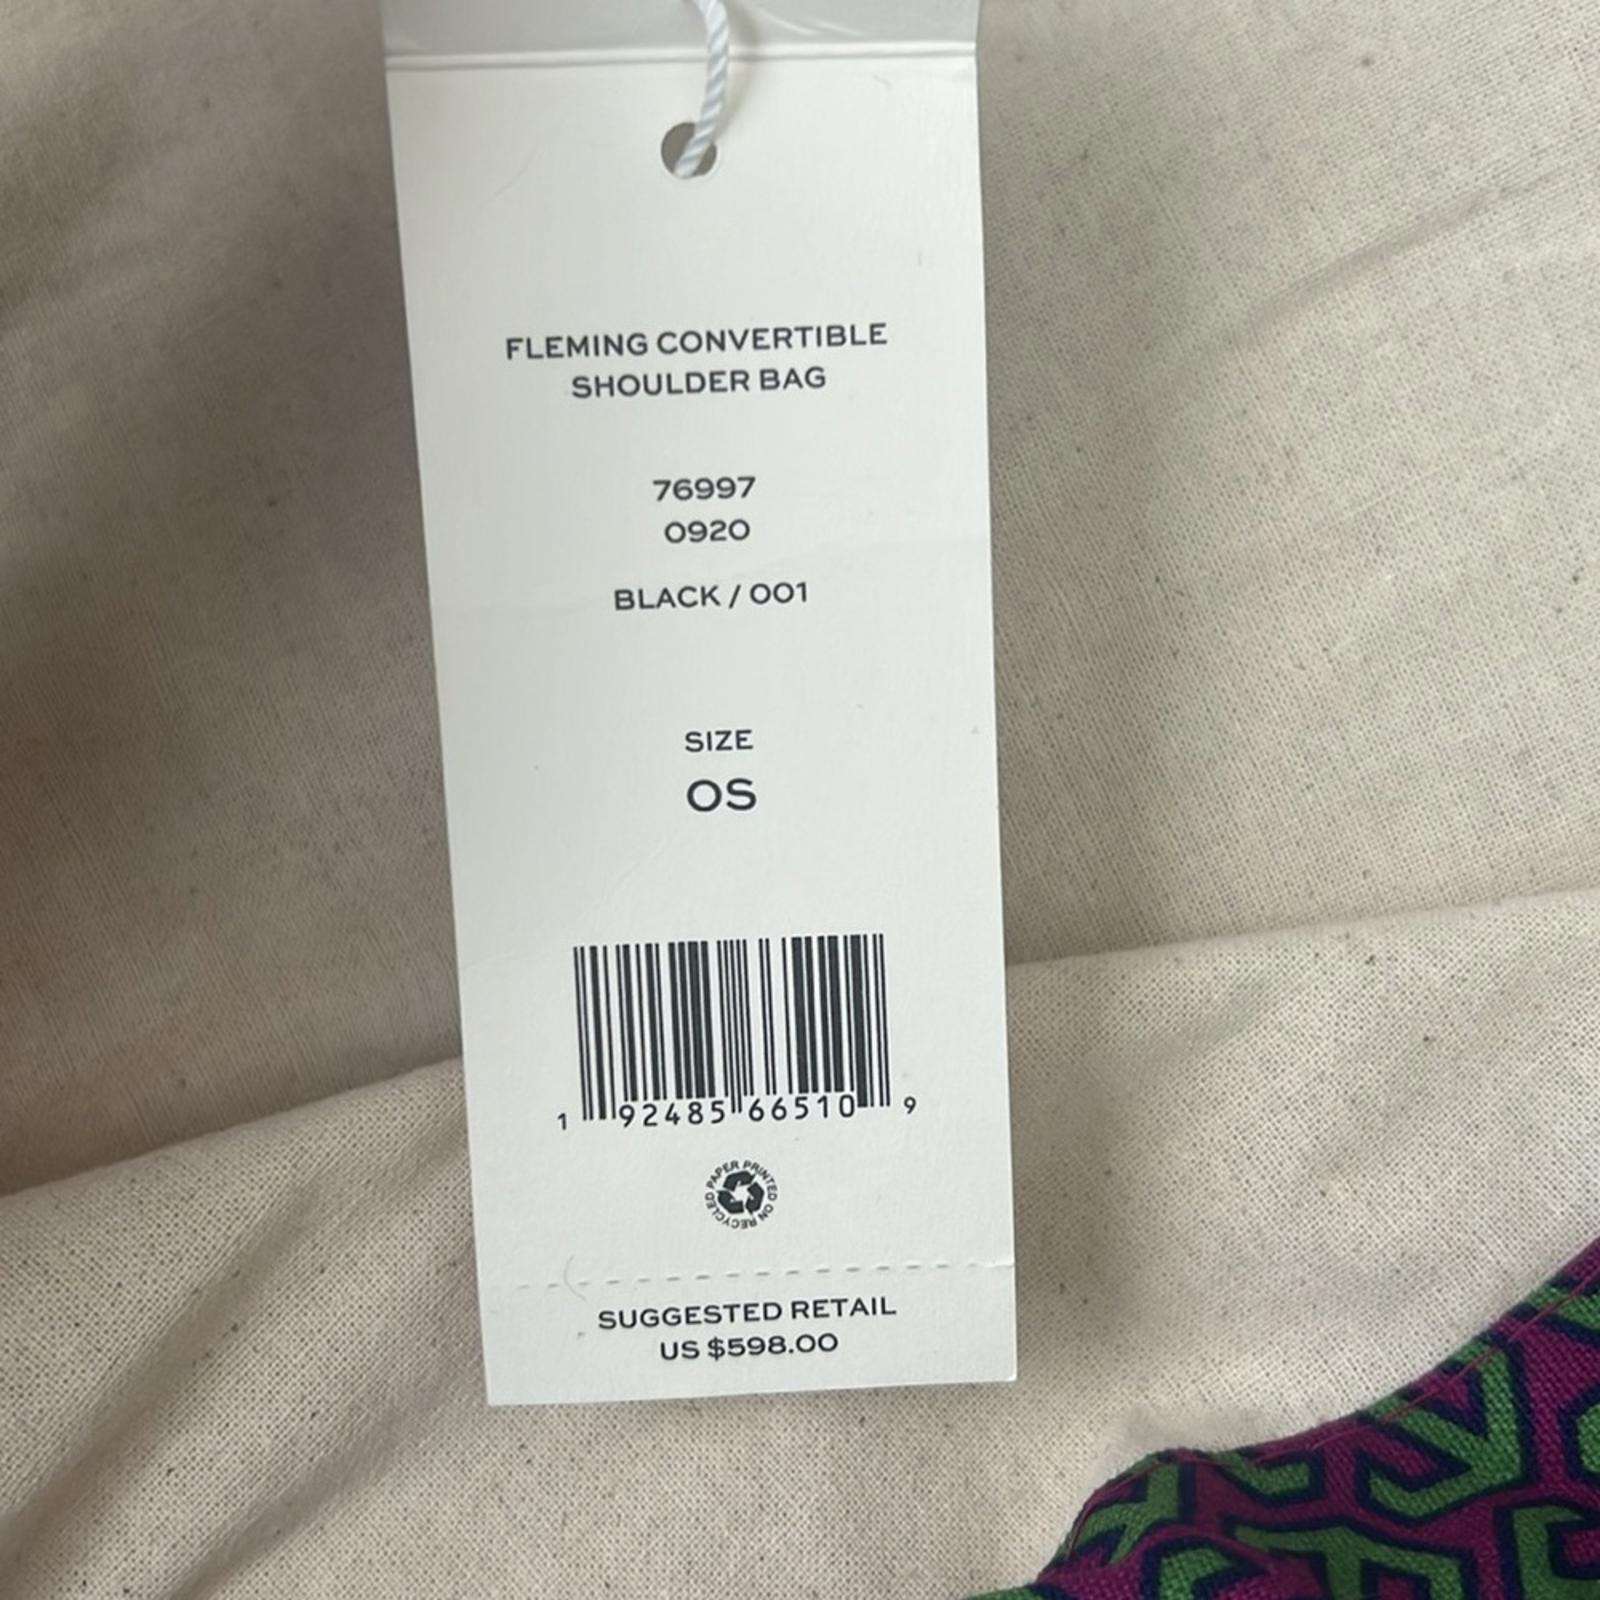 FLEMING CONVERTIBLE
SHOULDER BAG
76997
0920
BLACK / 001
SIZE
OS
1 92485 66510 9
PRINTED ON RECYCLED PAPER
SUGGESTED RETAIL
US $598.00